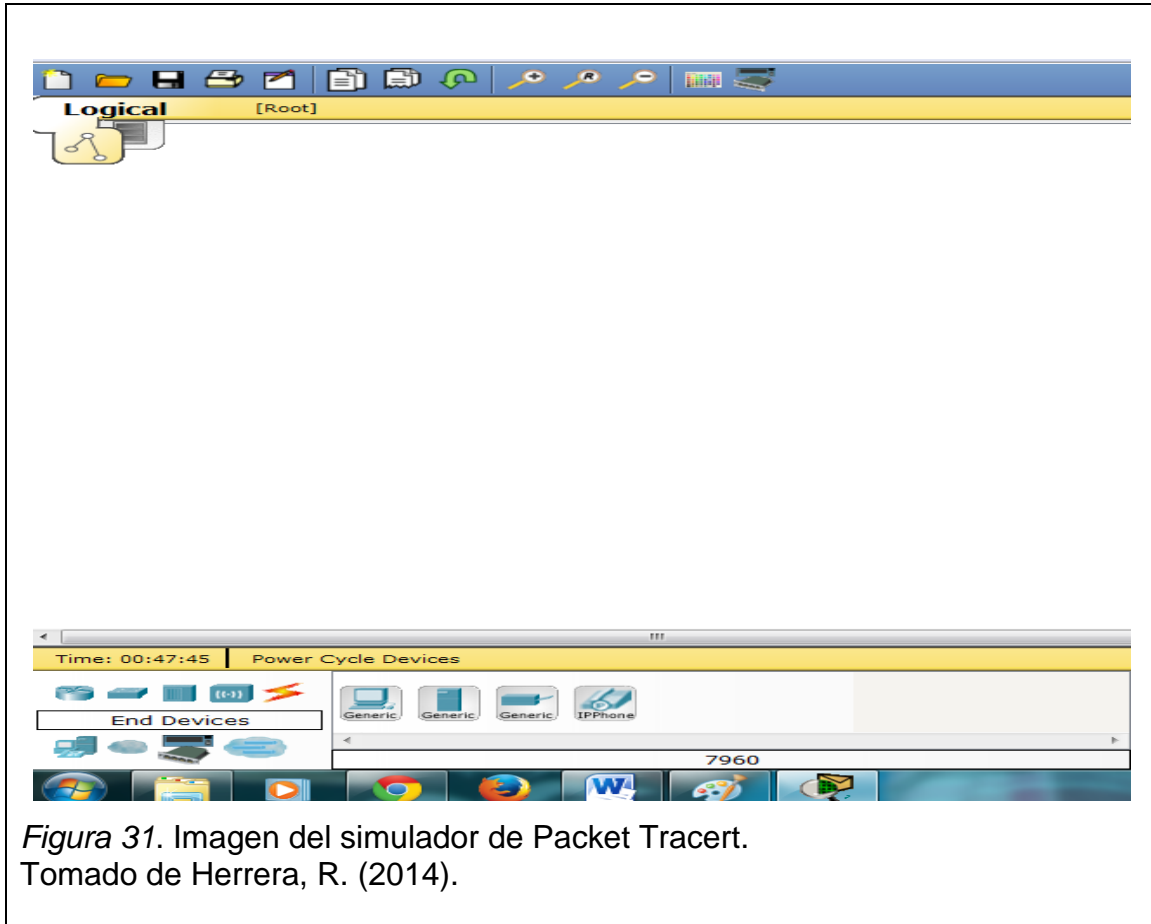 Logical [Root]
Time: 00:47:45 Power Cycle Devices
End Devices
Generic Generic Generic IPPhone
7960
Figura 31. Imagen del simulador de Packet Tracert.
Tomado de Herrera, R. (2014).